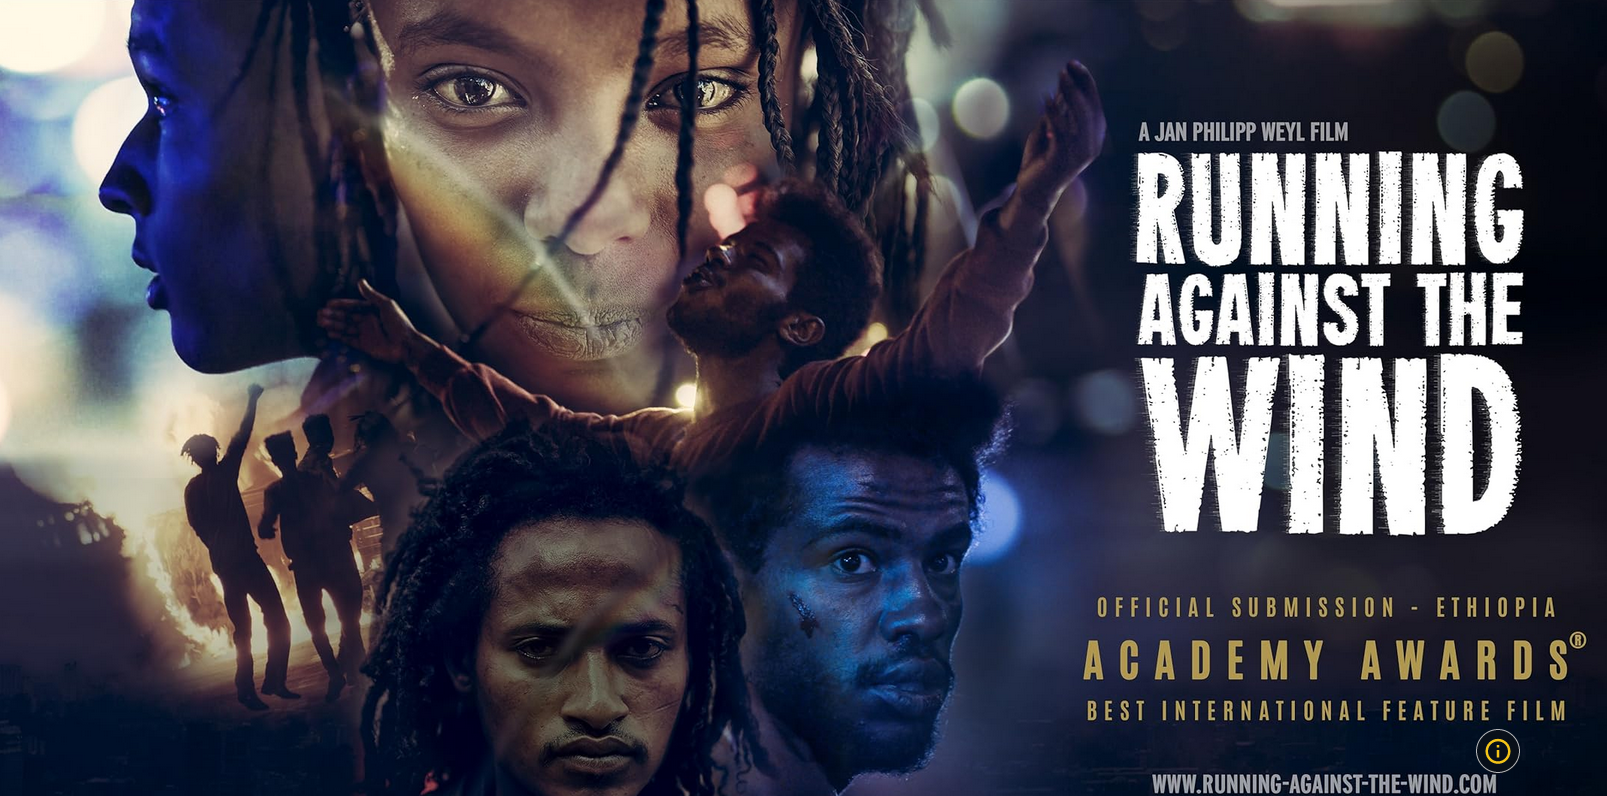 A JAN PHILIPP WEYL FILM
RUNNING
AGAINST THE
WIND
OFFICIAL SUBMISSION - ETHIOPIA
ACADEMY AWARDS®
BEST INTERNATIONAL FEATURE FILM
WWW.RUNNING-AGAINST-THE-WIND.COM